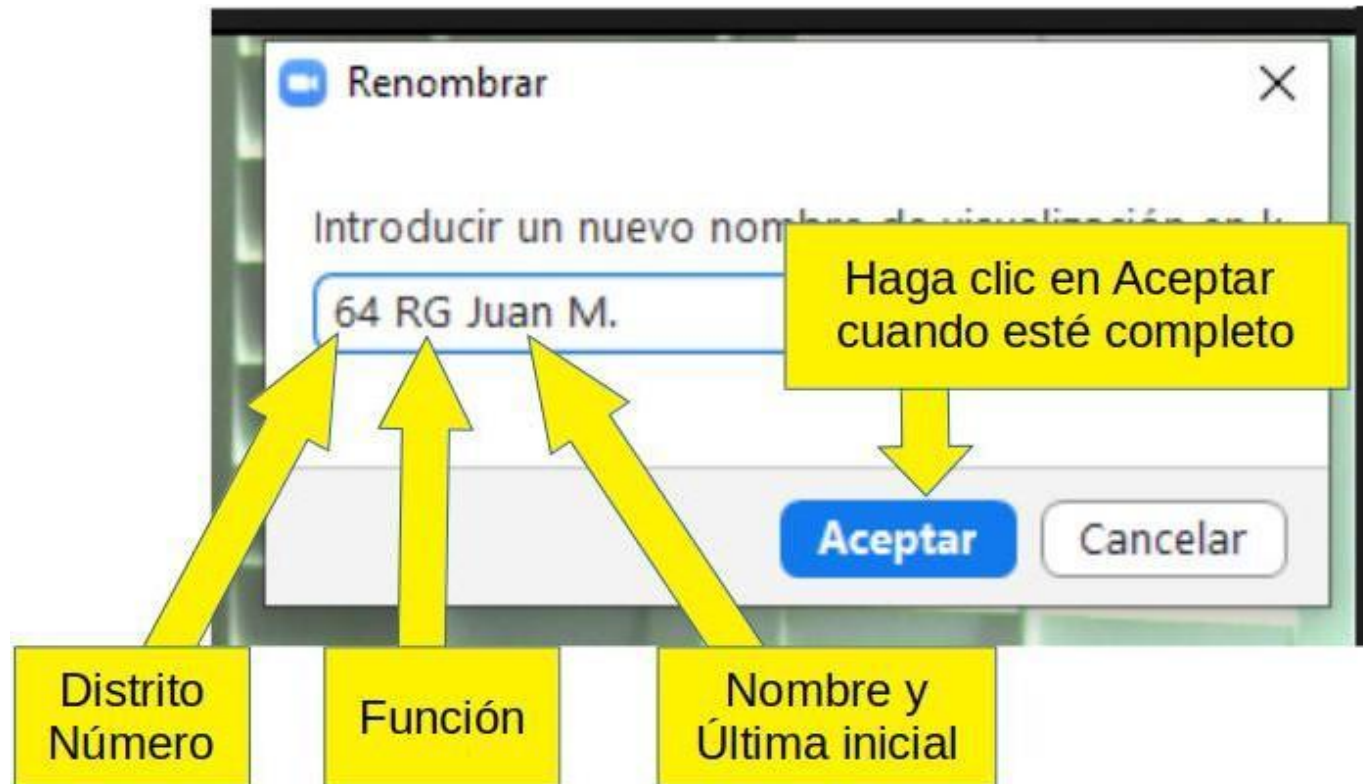 Renombrar
Introducir un nuevo
64 RG Juan M.
Haga clic en Aceptar
cuando esté completo
Aceptar
Cancelar
Distrito
Número
Función
Nombre y
Última inicial